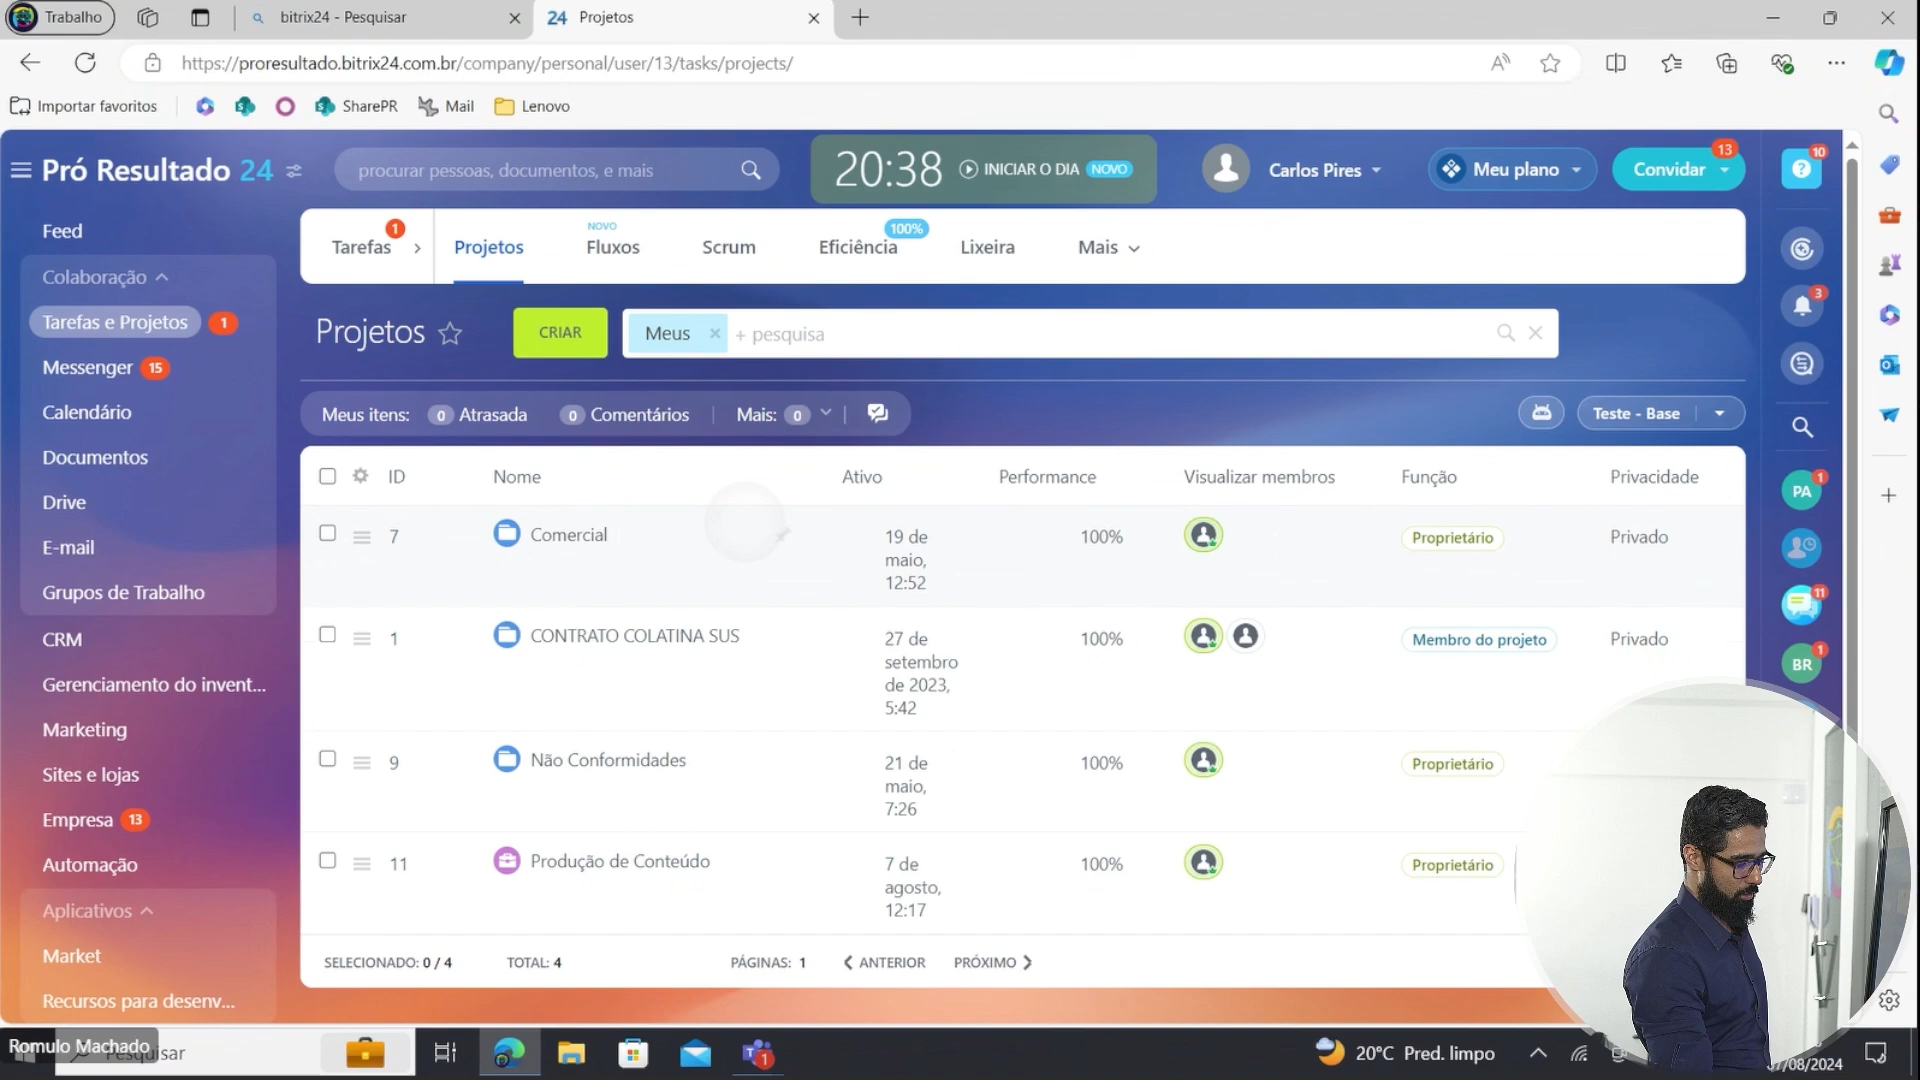 Trabalho
bitrix24 - Pesquisar
24 Projetos
https://proresultado.bitrix24.com.br/company/personal/user/13/tasks/projects/
Importar favoritos
SharePR
Mail
Lenovo
Pró Resultado 24
procurar pessoas, documentos, e mais
20:38 INICIAR O DIA NOVO
Carlos Pires
Meu plano
Convidar 13
10
Feed
Colaboração
Tarefas e Projetos 1
Messenger 15
Calendário
Documentos
Drive
E-mail
Grupos de Trabalho
CRM
Gerenciamento do invent...
Marketing
Sites e lojas
Empresa 13
Automação
Aplicativos
Market
Recursos para desenv...
Tarefas 1
Projetos
NOVO
Fluxos
Scrum
Eficiência 100%
Lixeira
Mais
Projetos
CRIAR
Meus
+ pesquisa
Meus itens: 0 Atrasada 0 Comentários Mais: 0
Teste - Base
ID Nome Ativo Performance Visualizar membros Função Privacidade
7 Comercial 19 de maio, 12:52 100% Proprietário Privado
1 CONTRATO COLATINA SUS 27 de setembro de 2023, 5:42 100% Membro do projeto Privado
9 Não Conformidades 21 de maio, 7:26 100% Proprietário
11 Produção de Conteúdo 7 de agosto, 12:17 100% Proprietário
SELECIONADO: 0 / 4 TOTAL: 4 PÁGINAS: 1 ANTERIOR PRÓXIMO
3
PA 1
11
BR 1
Romulo Machado
Pesquisar
1
20°C Pred. limpo
/08/2024